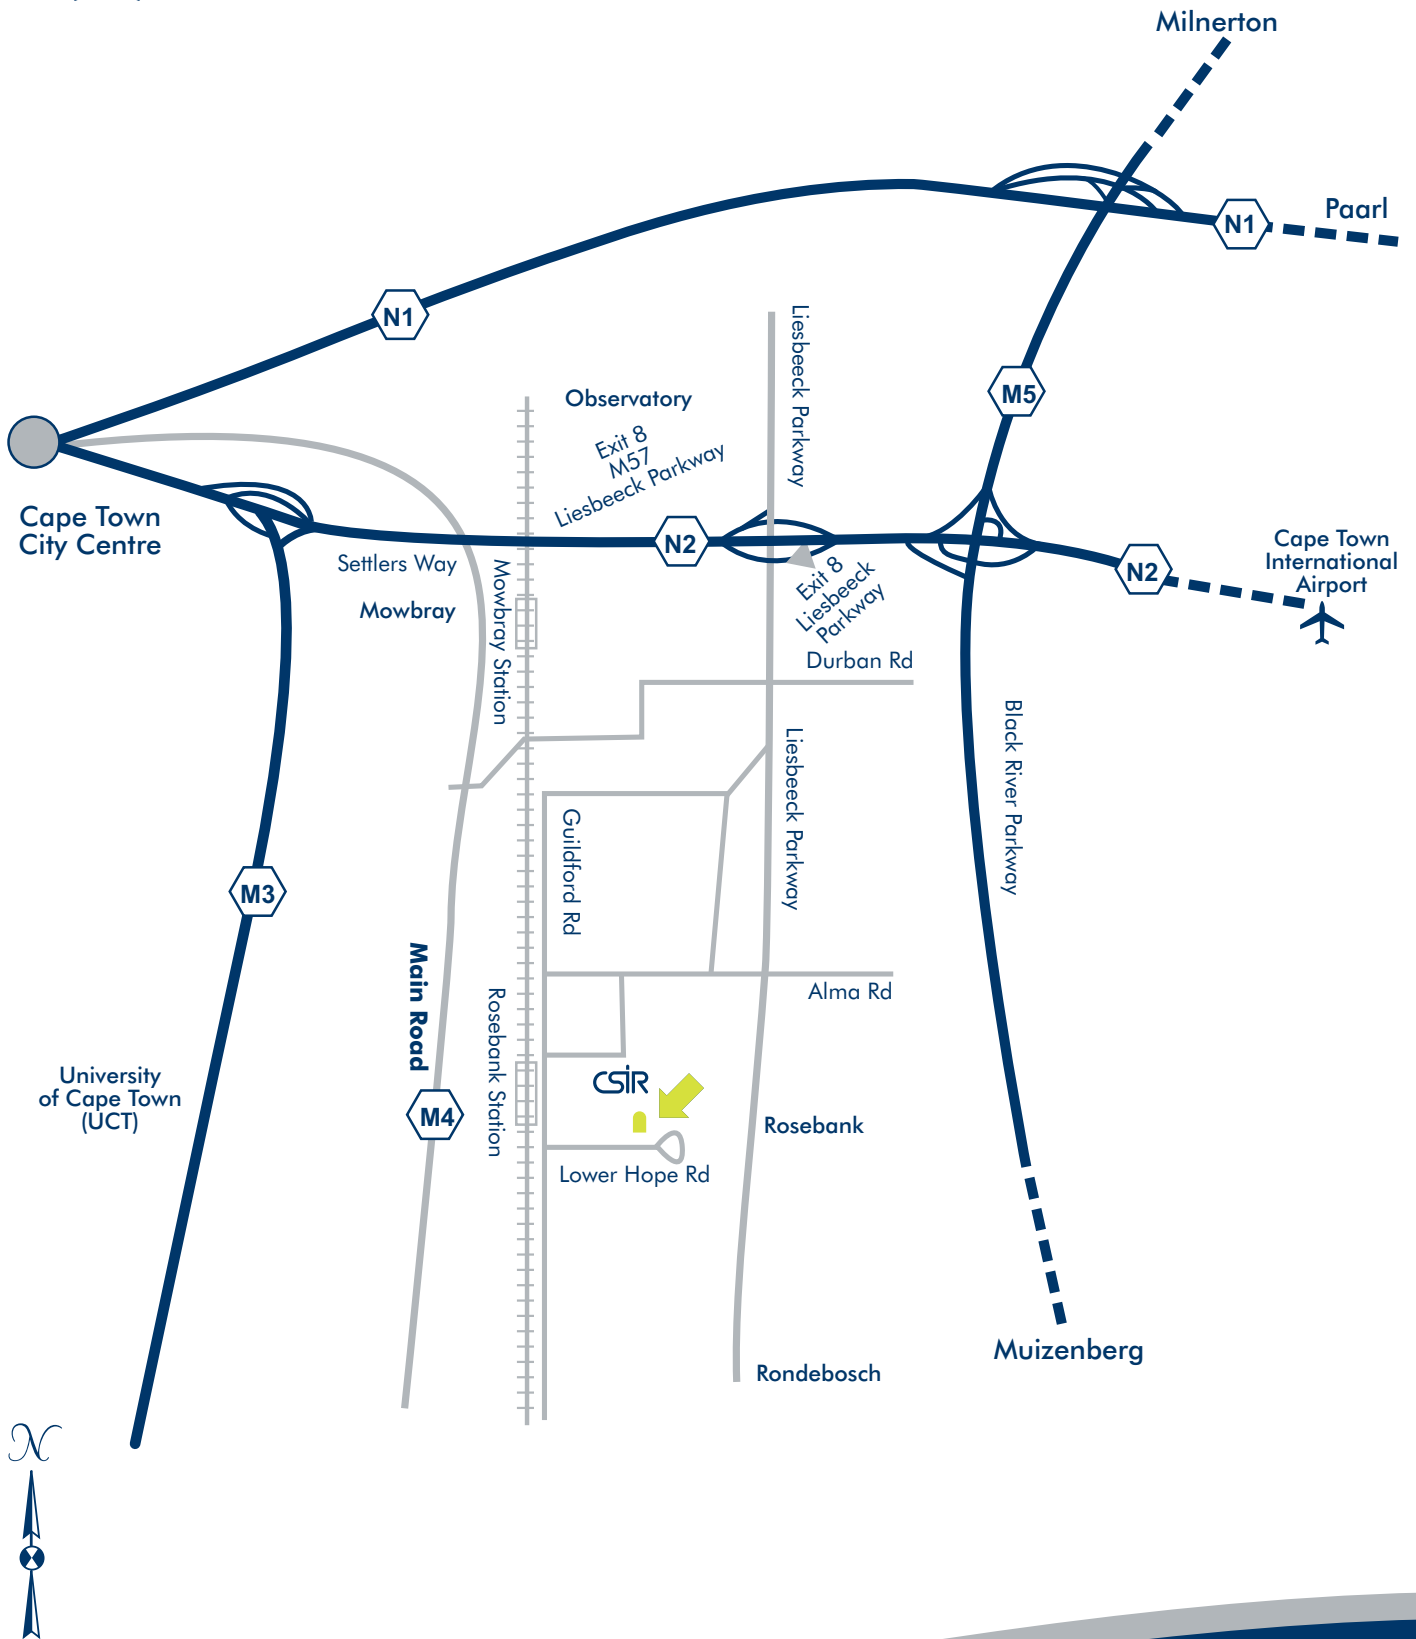 Milnerton
Paarl
N1
N1
Liesbeeck Parkway
M5
Observatory
Exit 8
M57
Liesbeeck Parkway
Cape Town
City Centre
Settlers Way
N2
Cape Town
International
Airport
N2
Exit 8
Liesbeeck
Parkway
Mowbray
Mowbray Station
Durban Rd
Black River Parkway
Liesbeeck Parkway
Guildford Rd
M3
Main Road
Rosebank Station
Alma Rd
University
of Cape Town
(UCT)
CSIR
M4
Rosebank
Lower Hope Rd
Muizenberg
Rondebosch
N